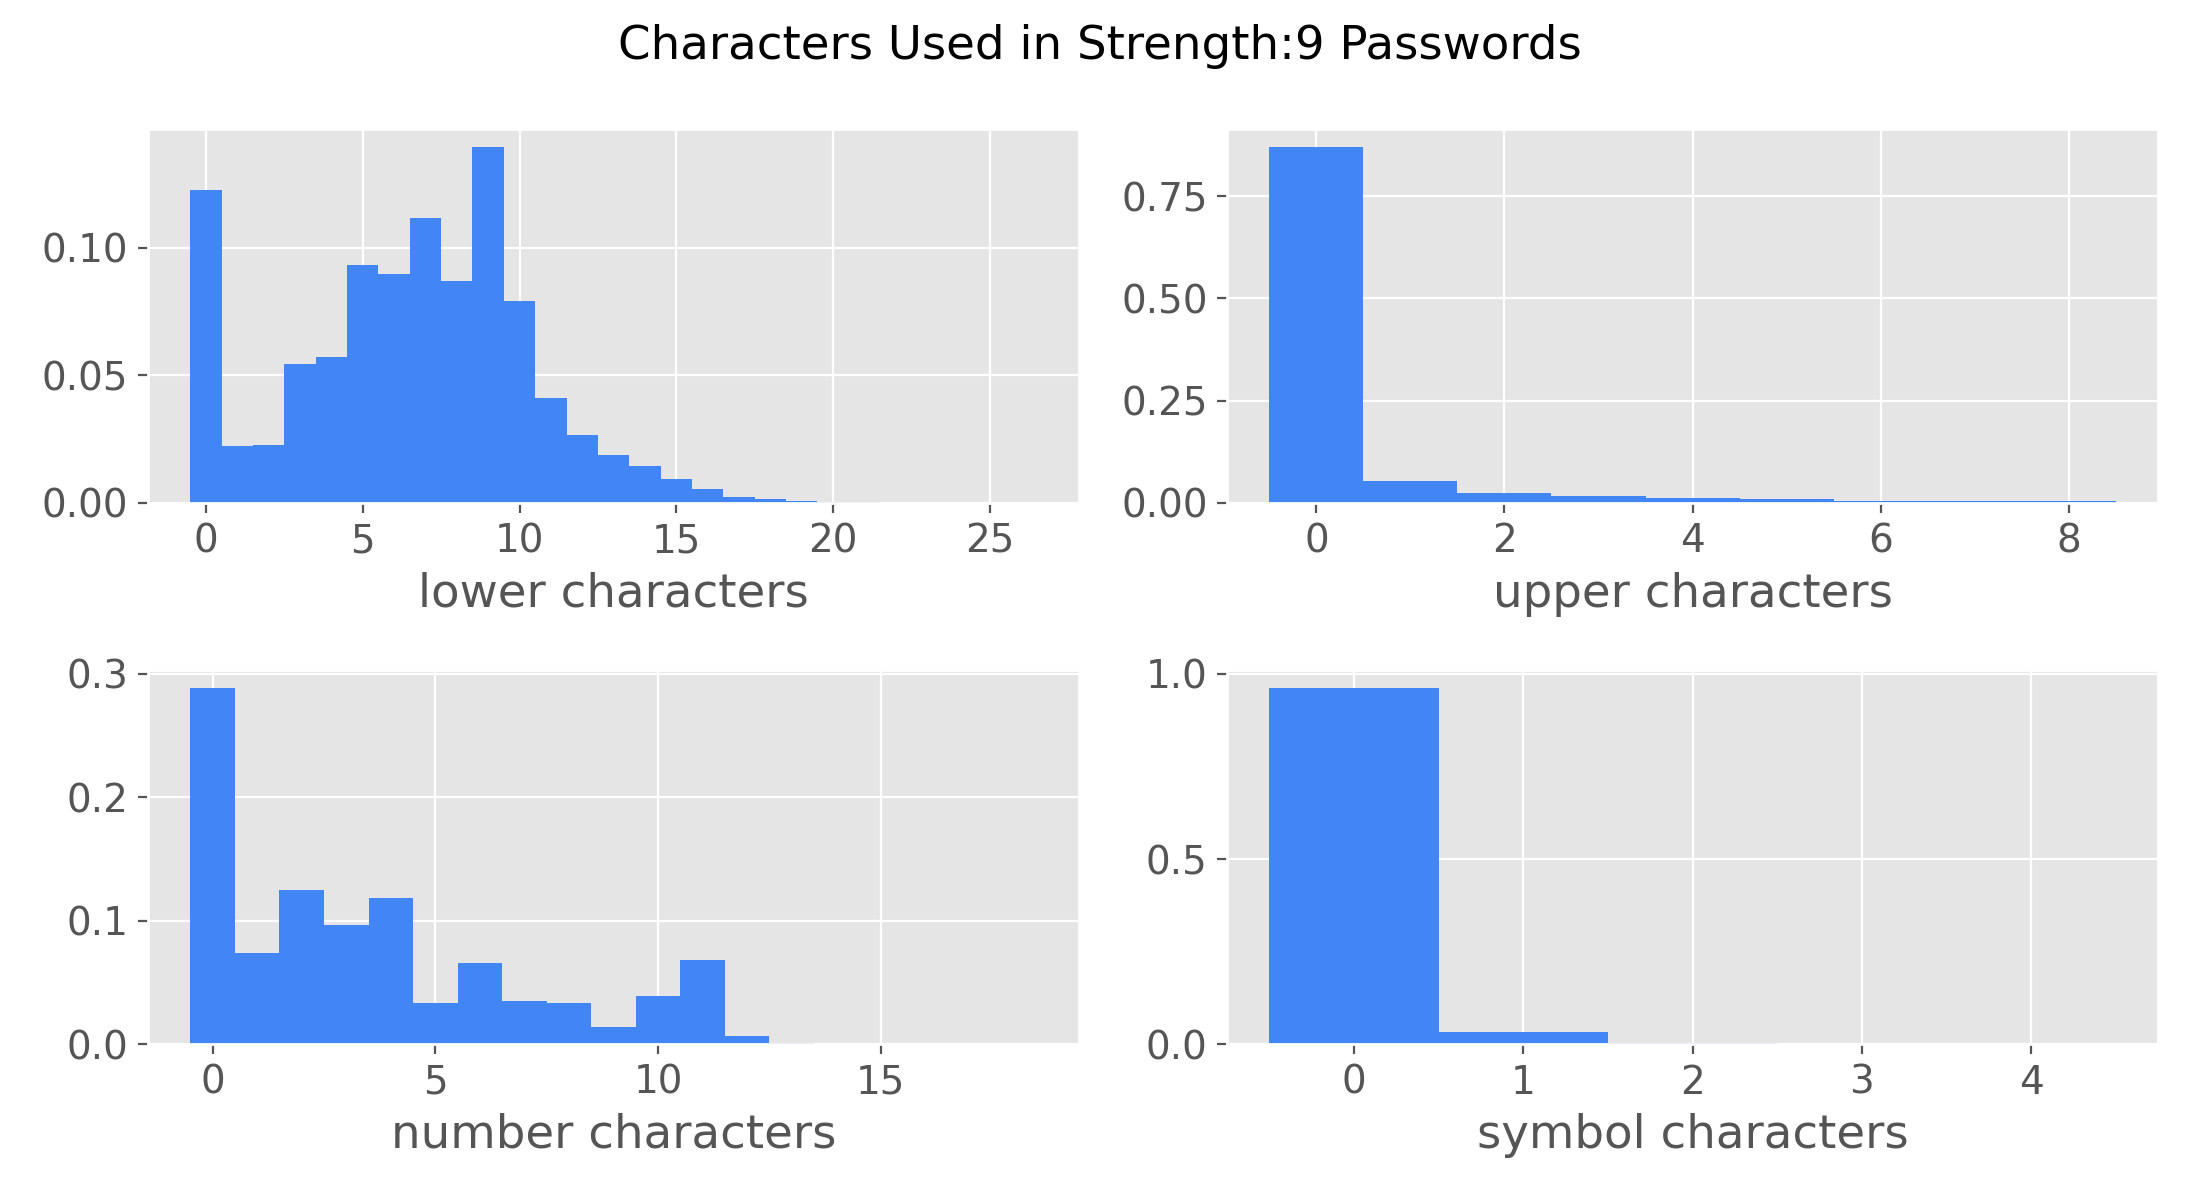 Characters Used in Strength:9 Passwords
0.10
0.05
0.00
0 5 10 15 20 25
lower characters
0.75
0.50
0.25
0.00
0 2 4 6 8
upper characters
0.3
0.2
0.1
0.0
0 5 10 15
number characters
1.0
0.5
0.0
0 1 2 3 4
symbol characters